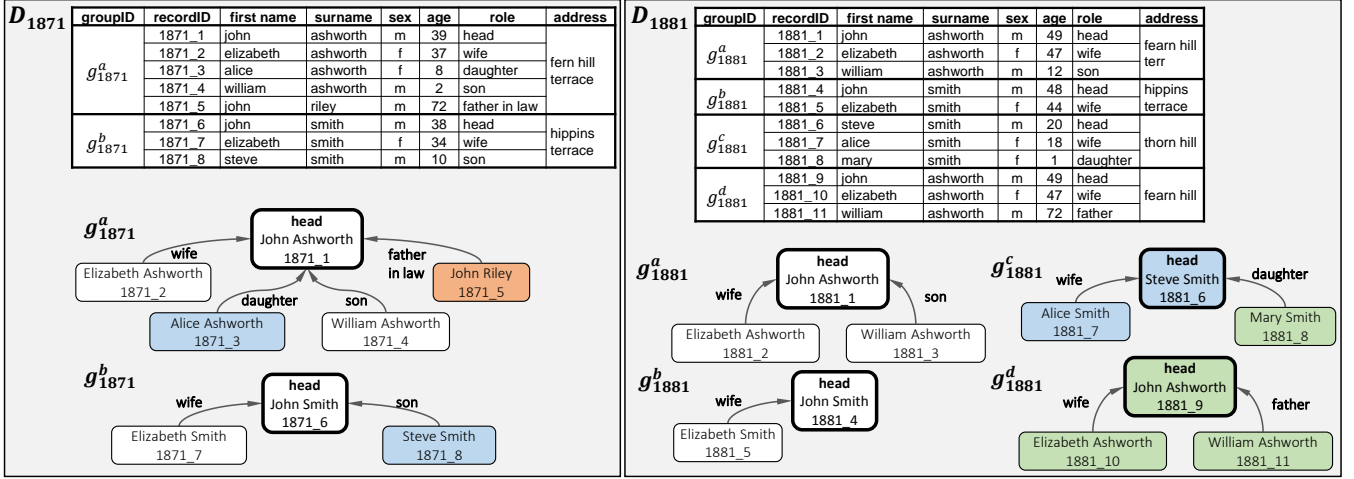 D1871
groupID recordID first name surname sex age role address
g^a_1871
1871_1 john ashworth m 39 head
1871_2 elizabeth ashworth f 37 wife
1871_3 alice ashworth f 8 daughter
1871_4 william ashworth m 2 son
1871_5 john riley m 72 father in law
fern hill
terrace
g^b_1871
1871_6 john smith m 38 head
1871_7 elizabeth smith f 34 wife
1871_8 steve smith m 10 son
hippins
terrace
g^a_1871
head
John Ashworth
1871_1
wife
father
in law
Elizabeth Ashworth
1871_2
John Riley
1871_5
daughter
son
Alice Ashworth
1871_3
William Ashworth
1871_4
g^b_1871
head
John Smith
1871_6
wife
son
Elizabeth Smith
1871_7
Steve Smith
1871_8
D1881
groupID recordID first name surname sex age role address
g^a_1881
1881_1 john ashworth m 49 head
1881_2 elizabeth ashworth f 47 wife
1881_3 william ashworth m 12 son
fearn hill
terr
g^b_1881
1881_4 john smith m 48 head
1881_5 elizabeth smith f 44 wife
hippins
terrace
g^c_1881
1881_6 steve smith m 20 head
1881_7 alice smith f 18 wife
1881_8 mary smith f 1 daughter
thorn hill
g^d_1881
1881_9 john ashworth m 49 head
1881_10 elizabeth ashworth f 47 wife
1881_11 william ashworth m 72 father
fearn hill
g^a_1881
head
John Ashworth
1881_1
wife
son
Elizabeth Ashworth
1881_2
William Ashworth
1881_3
g^c_1881
head
Steve Smith
1881_6
wife
daughter
Alice Smith
1881_7
Mary Smith
1881_8
g^b_1881
head
John Smith
1881_4
wife
Elizabeth Smith
1881_5
g^d_1881
head
John Ashworth
1881_9
wife
father
Elizabeth Ashworth
1881_10
William Ashworth
1881_11